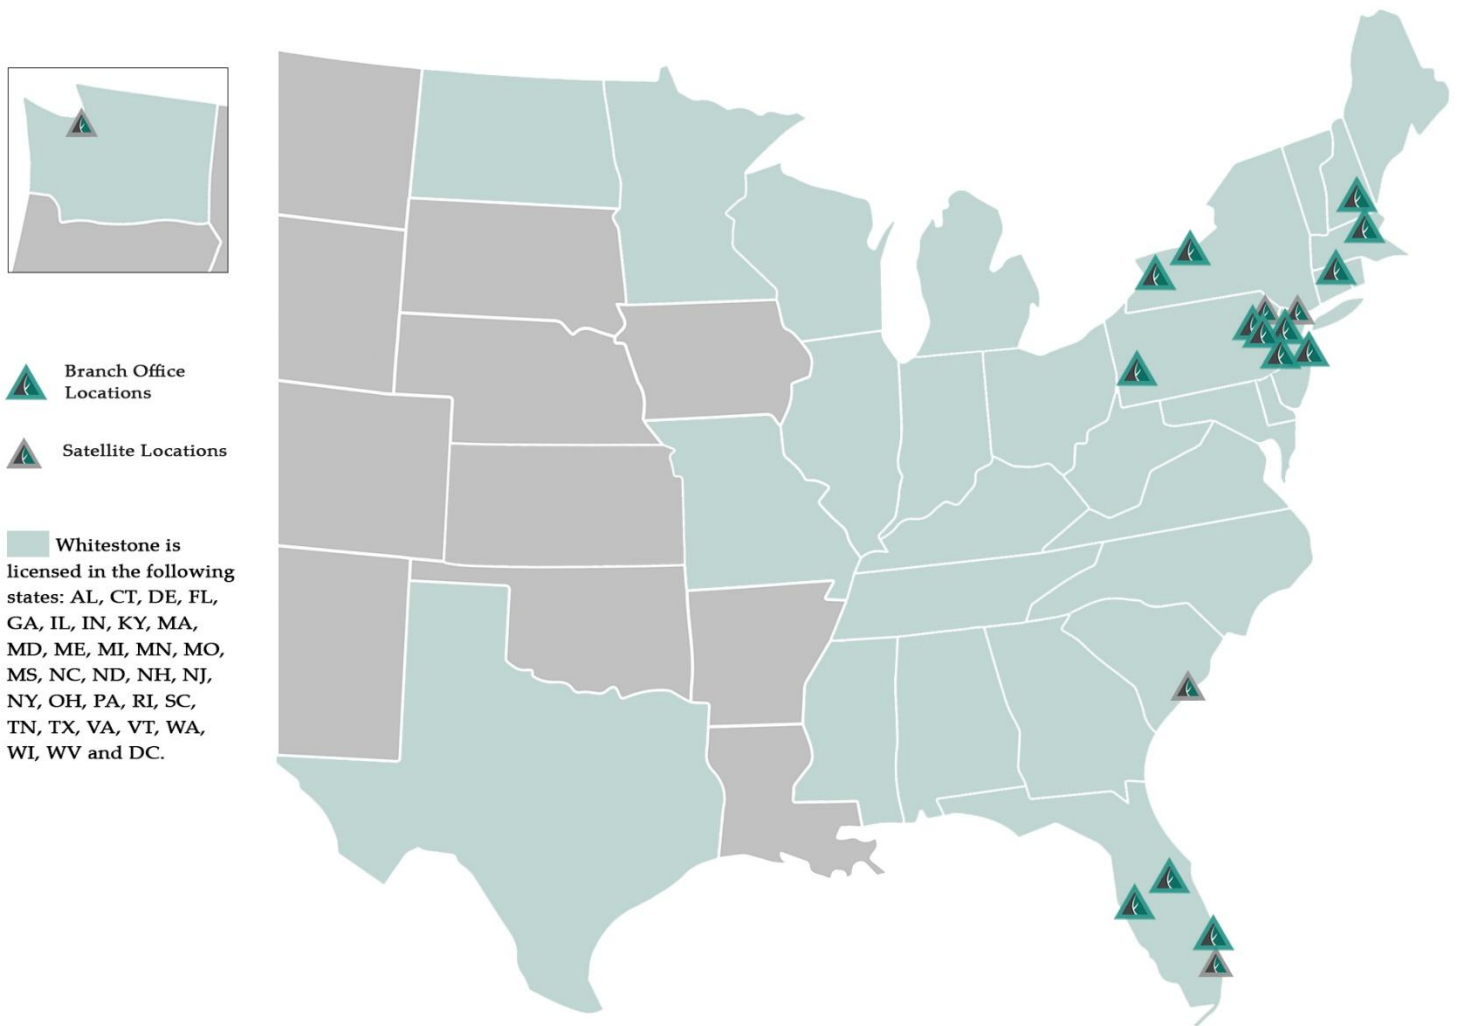 Branch Office
Locations
Satellite Locations
Whitestone is
licensed in the following
states: AL, CT, DE, FL,
GA, IL, IN, KY, MA,
MD, ME, MI, MN, MO,
MS, NC, ND, NH, NJ,
NY, OH, PA, RI, SC,
TN, TX, VA, VT, WA,
WI, WV and DC.